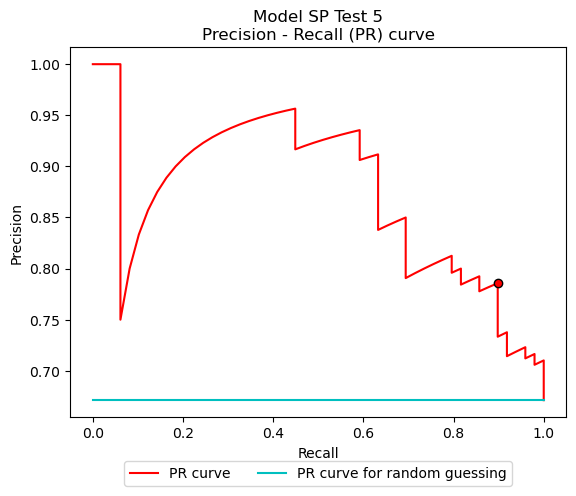 Model SP Test 5
Precision - Recall (PR) curve
Precision
1.00
0.95
0.90
0.85
0.80
0.75
0.70
0.0 0.2 0.4 0.6 0.8 1.0
Recall
PR curve PR curve for random guessing